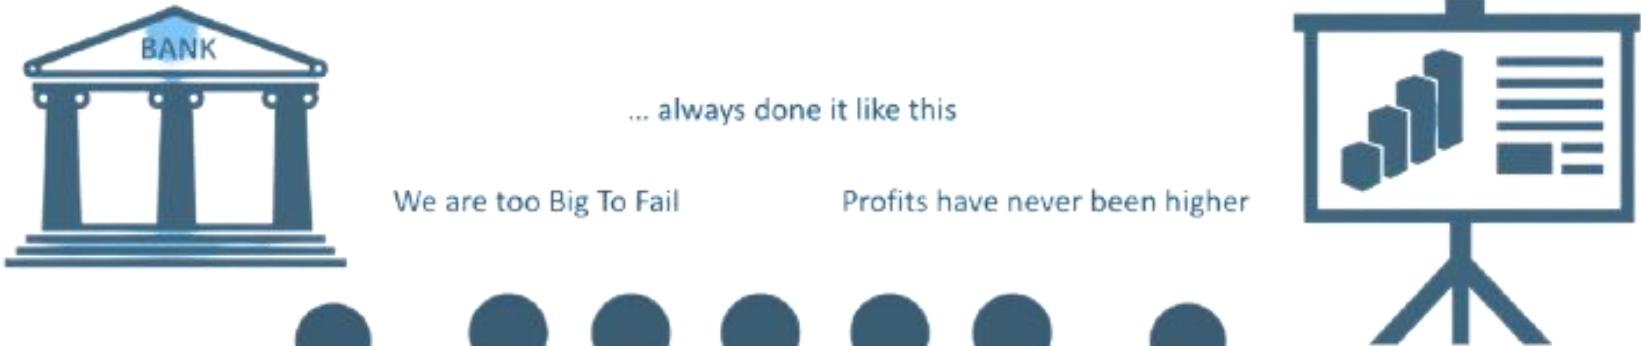 BANK
... always done it like this
We are too Big To Fail
Profits have never been higher